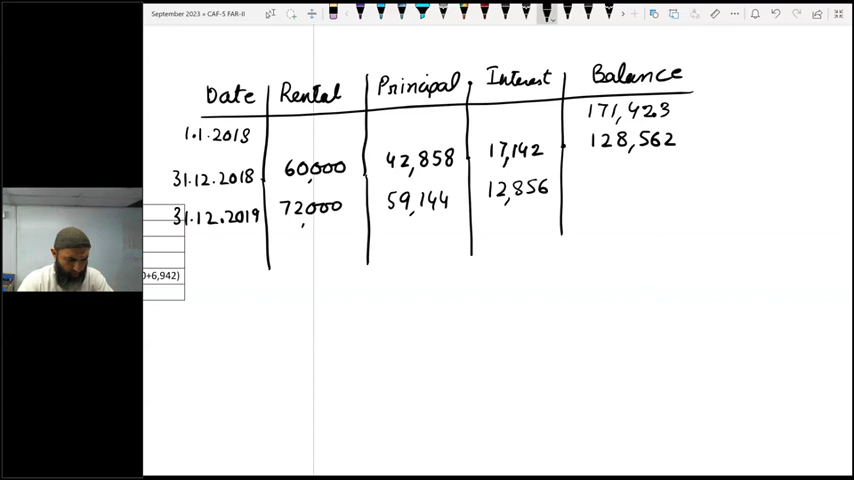 September 2023 » CAF-5 FAR-II
Date Rental Principal Interest Balance
1.1.2018 171,423
31.12.2018 60,000 42,858 17,142 128,562
31.12.2019 72,000 59,144 12,856
0+6,942)